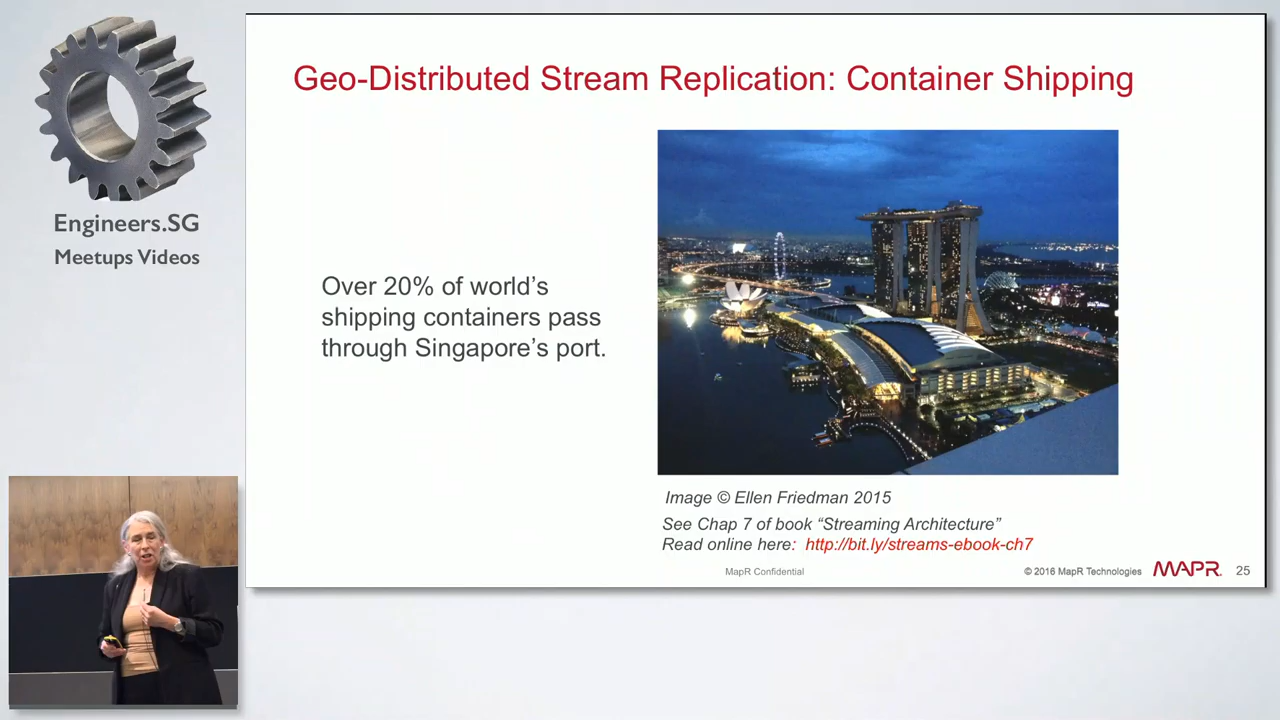 Engineers.SG
Meetups Videos
Geo-Distributed Stream Replication: Container Shipping
Over 20% of world’s
shipping containers pass
through Singapore’s port.
Image © Ellen Friedman 2015
See Chap 7 of book “Streaming Architecture”
Read online here: http://bit.ly/streams-ebook-ch7
MapR Confidential
© 2016 MapR Technologies
MAPR.
25